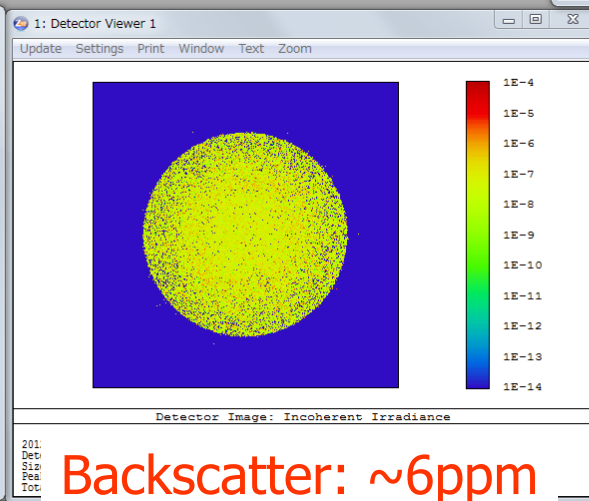 1: Detector Viewer 1
Update Settings Print Window Text Zoom
1E-4
1E-5
1E-6
1E-7
1E-8
1E-9
1E-10
1E-11
1E-12
1E-13
1E-14
Detector Image: Incoherent Irradiance
Backscatter: ~6ppm